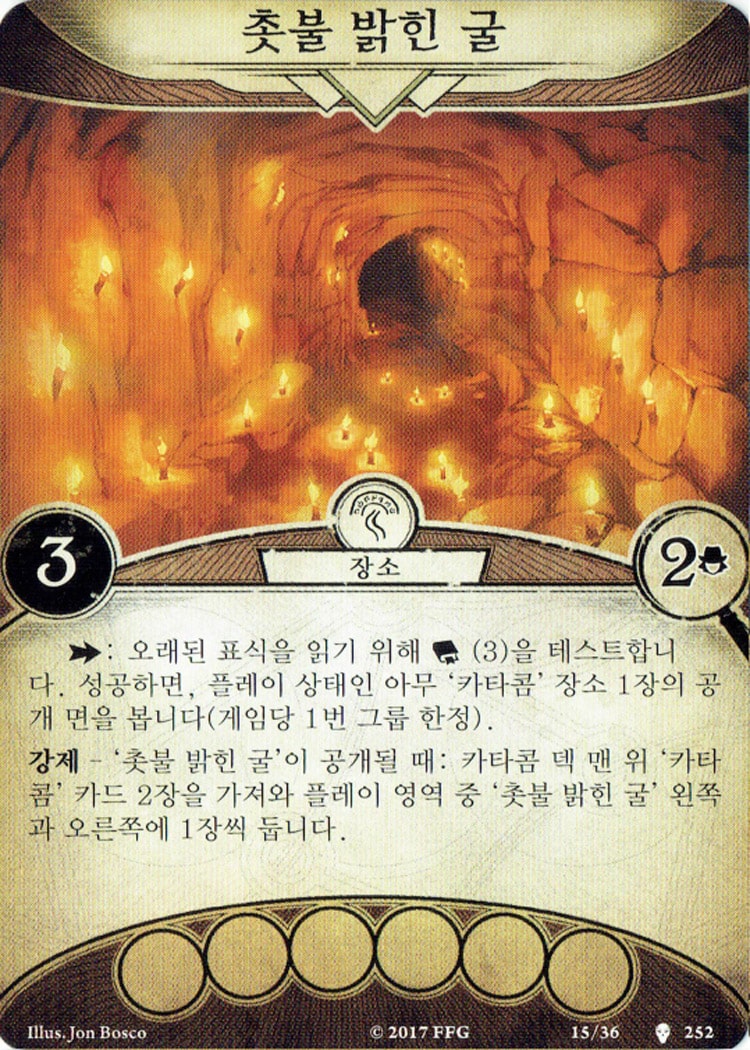 촛불 밝힌 굴
3
장소
2
: 오래된 표식을 읽기 위해 (3)을 테스트합니
다. 성공하면, 플레이 상태인 아무 ‘카타콤’ 장소 1장의 공
개 면을 봅니다(게임당 1번 그룹 한정).
강제 – ‘촛불 밝힌 굴’이 공개될 때: 카타콤 덱 맨 위 ‘카타
콤’ 카드 2장을 가져와 플레이 영역 중 ‘촛불 밝힌 굴’ 왼쪽
과 오른쪽에 1장씩 둡니다.
Illus. Jon Bosco © 2017 FFG 15/36 252